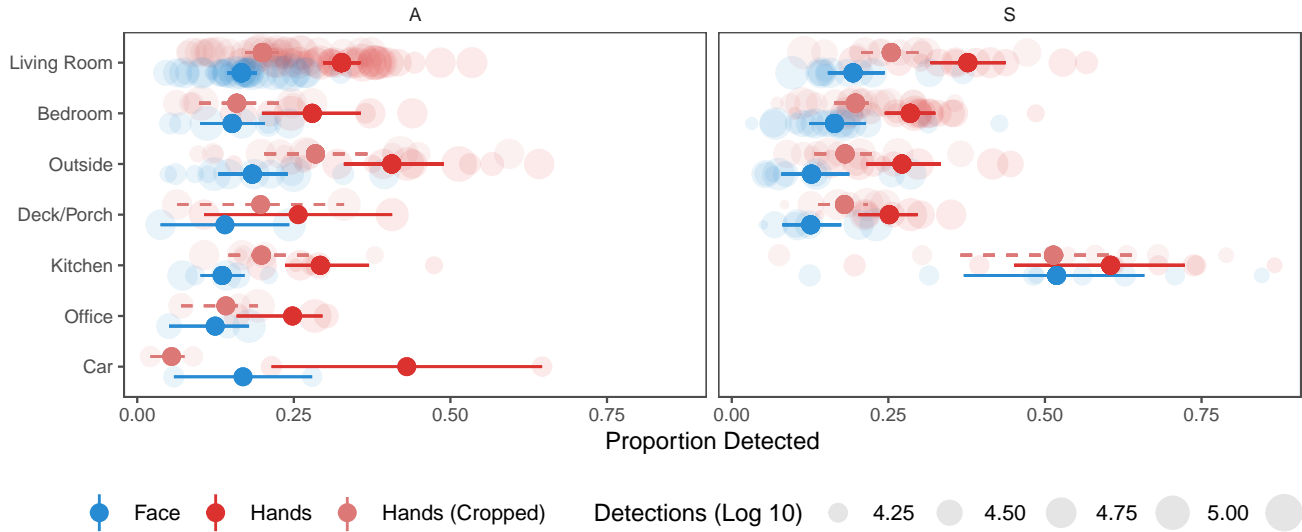 A S
Living Room
Bedroom
Outside
Deck/Porch
Kitchen
Office
Car
0.00 0.25 0.50 0.75 0.00 0.25 0.50 0.75
Proportion Detected
Face Hands Hands (Cropped) Detections (Log 10) 4.25 4.50 4.75 5.00